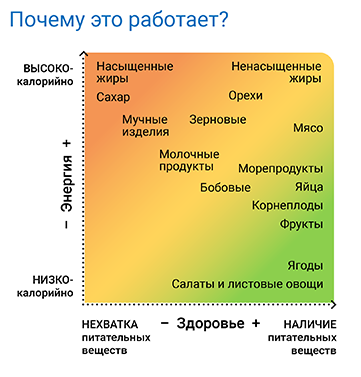 Почему это работает?
ВЫСОКО-
калорийно
Насыщенные
жиры
Ненасыщенные
жиры
Сахар
Орехи
Мучные
изделия
Зерновые
Мясо
Молочные
продукты
Морепродукты
Бобовые
Яйца
Корнеплоды
Фрукты
Ягоды
Салаты и листовые овощи
– Энергия +
НИЗКО-
калорийно
НЕХВАТКА
питательных
веществ
– Здоровье +
НАЛИЧИЕ
питательных
веществ